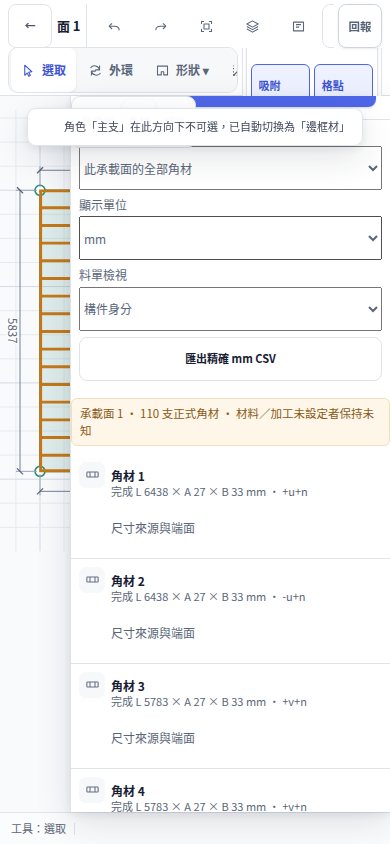 ← 面 1 回報
選取 外環 形狀 ▾ 吸附 格點
角色「主支」在此方向下不可選，已自動切換為「邊框材」
此承載面的全部角材
顯示單位
mm
料單檢視
構件身分
匯出精確 mm CSV
承載面 1 · 110 支正式角材 · 材料／加工未設定者保持未
知
5837
角材 1
完成 L 6438 × A 27 × B 33 mm · +u+n
尺寸來源與端面
角材 2
完成 L 6438 × A 27 × B 33 mm · -u+n
尺寸來源與端面
角材 3
完成 L 5783 × A 27 × B 33 mm · +v+n
尺寸來源與端面
角材 4
完成 L 5783 × A 27 × B 33 mm · +v+n
工具：選取